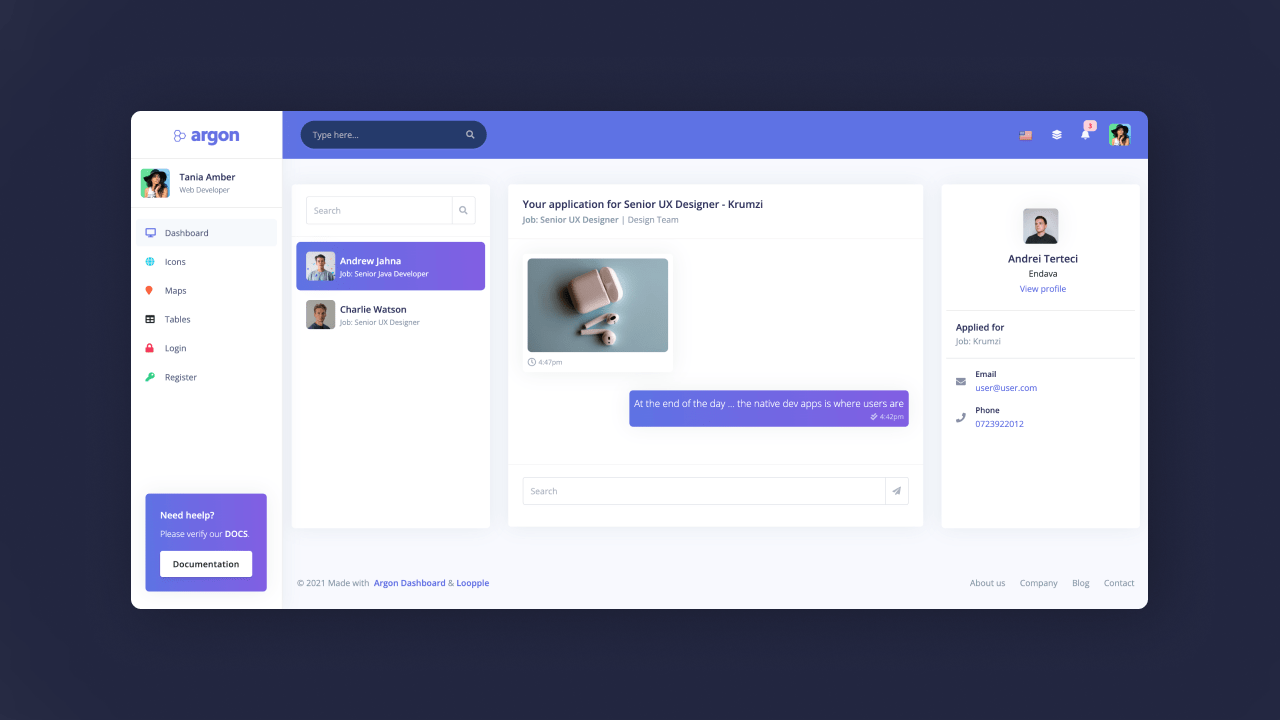 argon
Type here...
3
Tania Amber
Web Developer
Dashboard
Icons
Maps
Tables
Login
Register
Need heelp?
Please verify our DOCS.
Documentation
Search
Andrew Jahna
Job: Senior Java Developer
Charlie Watson
Job: Senior UX Designer
Your application for Senior UX Designer - Krumzi
Job: Senior UX Designer | Design Team
4:47pm
At the end of the day ... the native dev apps is where users are
4:42pm
Search
Andrei Terteci
Endava
View profile
Applied for
Job: Krumzi
Email
user@user.com
Phone
0723922012
© 2021 Made with Argon Dashboard & Loopple
About us Company Blog Contact